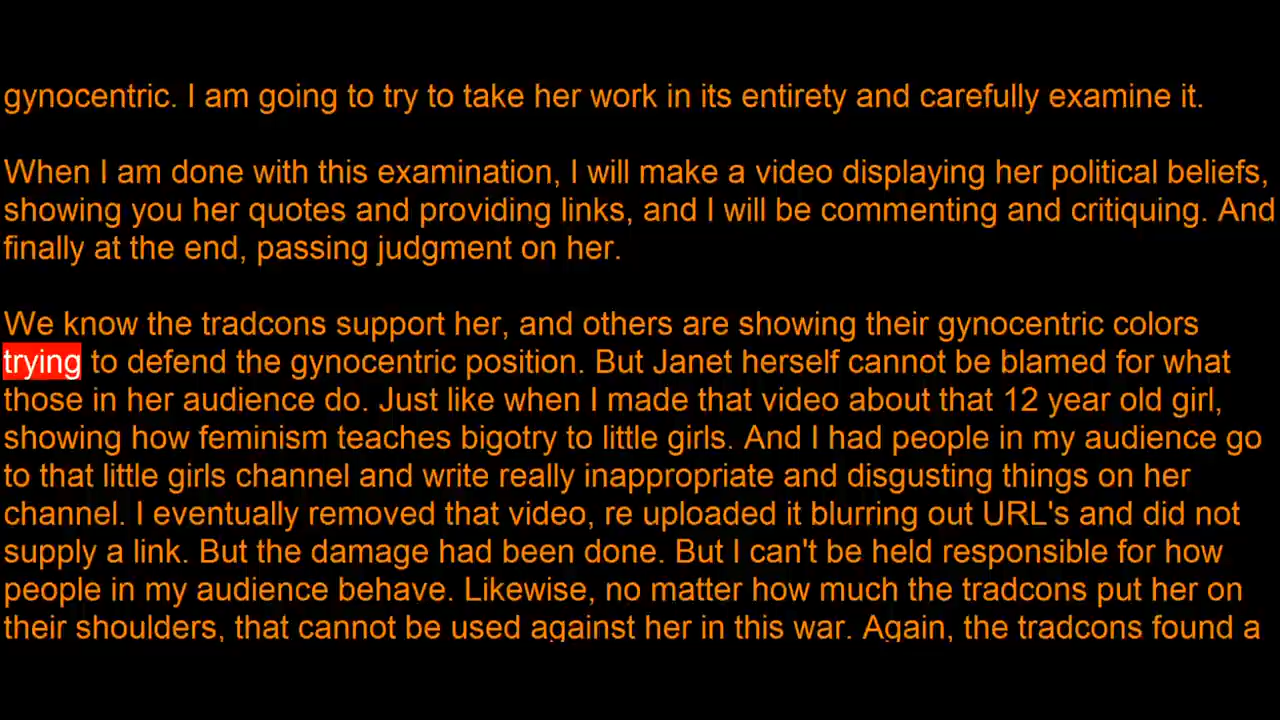 gynocentric. I am going to try to take her work in its entirety and carefully examine it.
When I am done with this examination, I will make a video displaying her political beliefs,
showing you her quotes and providing links, and I will be commenting and critiquing. And
finally at the end, passing judgment on her.
We know the tradcons support her, and others are showing their gynocentric colors
trying to defend the gynocentric position. But Janet herself cannot be blamed for what
those in her audience do. Just like when I made that video about that 12 year old girl,
showing how feminism teaches bigotry to little girls. And I had people in my audience go
to that little girls channel and write really inappropriate and disgusting things on her
channel. I eventually removed that video, re uploaded it blurring out URL's and did not
supply a link. But the damage had been done. But I can't be held responsible for how
people in my audience behave. Likewise, no matter how much the tradcons put her on
their shoulders, that cannot be used against her in this war. Again, the tradcons found a